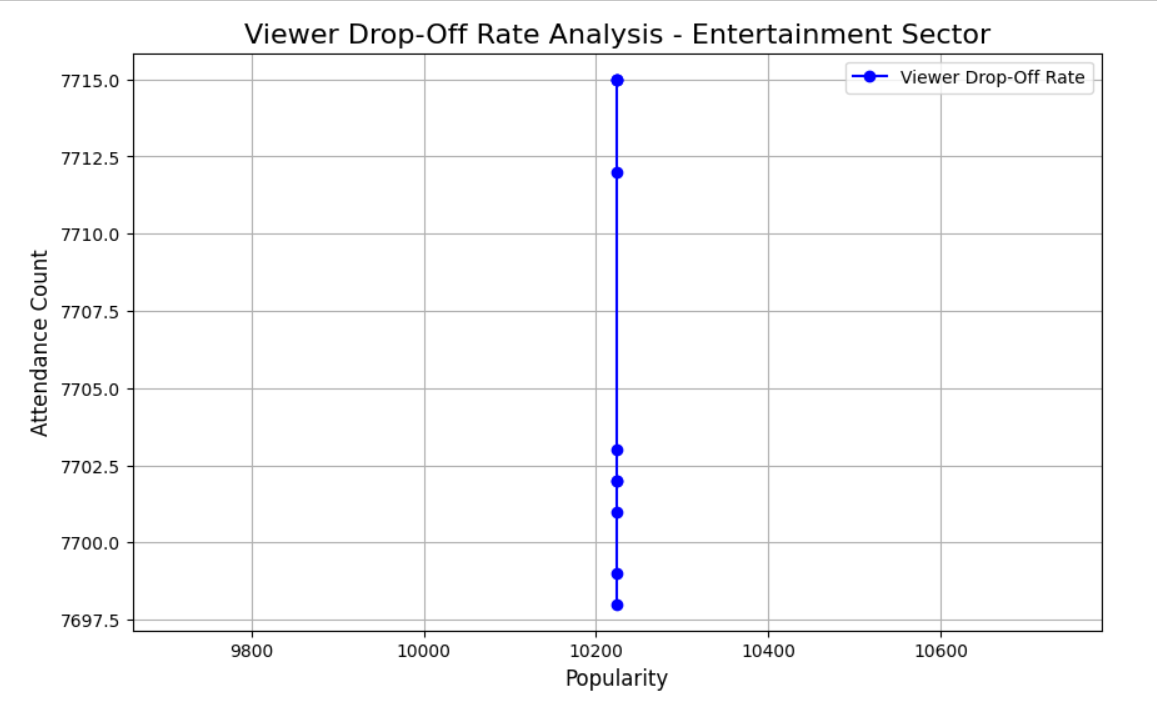 Viewer Drop-Off Rate Analysis - Entertainment Sector
Viewer Drop-Off Rate
Attendance Count
7715.0
7712.5
7710.0
7707.5
7705.0
7702.5
7700.0
7697.5
9800 10000 10200 10400 10600
Popularity